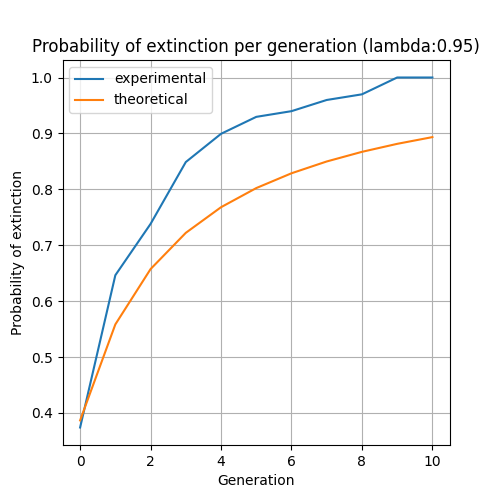 Probability of extinction per generation (lambda:0.95)
experimental
theoretical
Probability of extinction
1.0
0.9
0.8
0.7
0.6
0.5
0.4
0 2 4 6 8 10
Generation